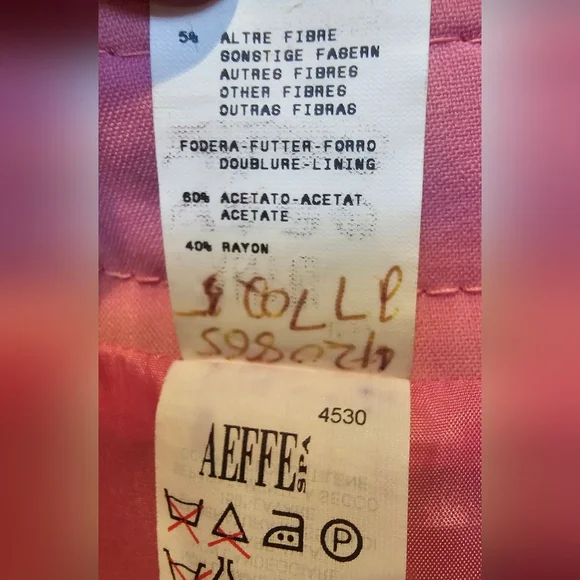 5% ALTRE FIBRE
SONSTIGE FASERN
AUTRES FIBRES
OTHER FIBRES
OUTRAS FIBRAS
FODERA-FUTTER-FORRO
DOUBLURE-LINING
60% ACETATO-ACETAT
ACETATE
40% RAYON
4530
AEFFE SPA
P